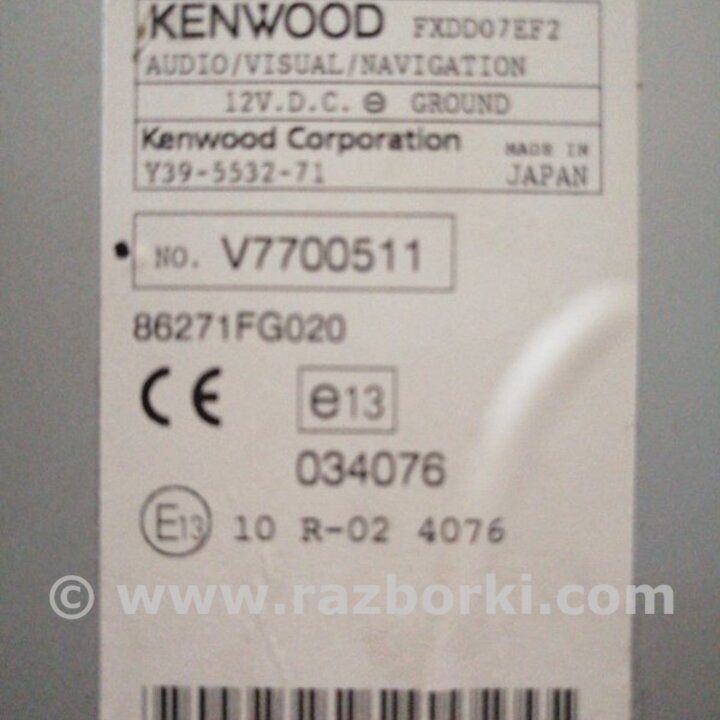 KENWOOD FXDD07EF2
AUDIO/VISUAL/NAVIGATION
12V.D.C. ⊖ GROUND
Kenwood Corporation MADE IN
Y39-5532-71 JAPAN
NO. V7700511
86271FG020
CE e13
034076
E13 10 R-02 4076
© www.razborki.com